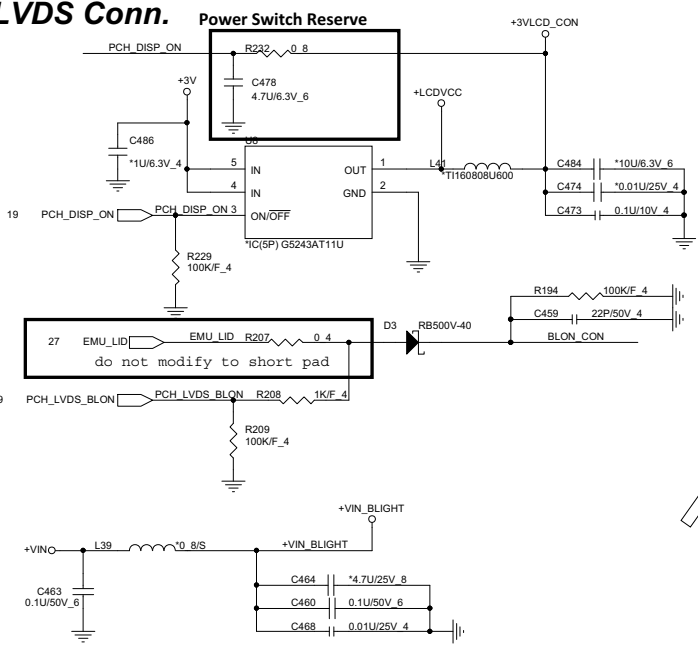 LVDS Conn.
Power Switch Reserve
+3VLCD_CON
PCH_DISP_ON
R232 0_8
+3V
C478
4.7U/6.3V_6
+LCDVCC
C486
*1U/6.3V_4
5 IN OUT 1
4 IN GND 2
L41
*TI160808U600
C484 *10U/6.3V_6
C474 *0.01U/25V_4
C473 0.1U/10V_4
19 PCH_DISP_ON PCH_DISP_ON 3 ON/OFF
*IC(5P) G5243AT11U
R229
100K/F_4
R194 100K/F_4
D3 RB500V-40
C459 22P/50V_4
27 EMU_LID EMU_LID R207 0_4
BLON_CON
do not modify to short pad
9 PCH_LVDS_BLON PCH_LVDS_BLON R208 1K/F_4
R209
100K/F_4
+VIN_BLIGHT
+VIN L39 *0_8/S +VIN_BLIGHT
C463
0.1U/50V_6
C464 *4.7U/25V_8
C460 0.1U/50V_6
C468 0.01U/25V_4